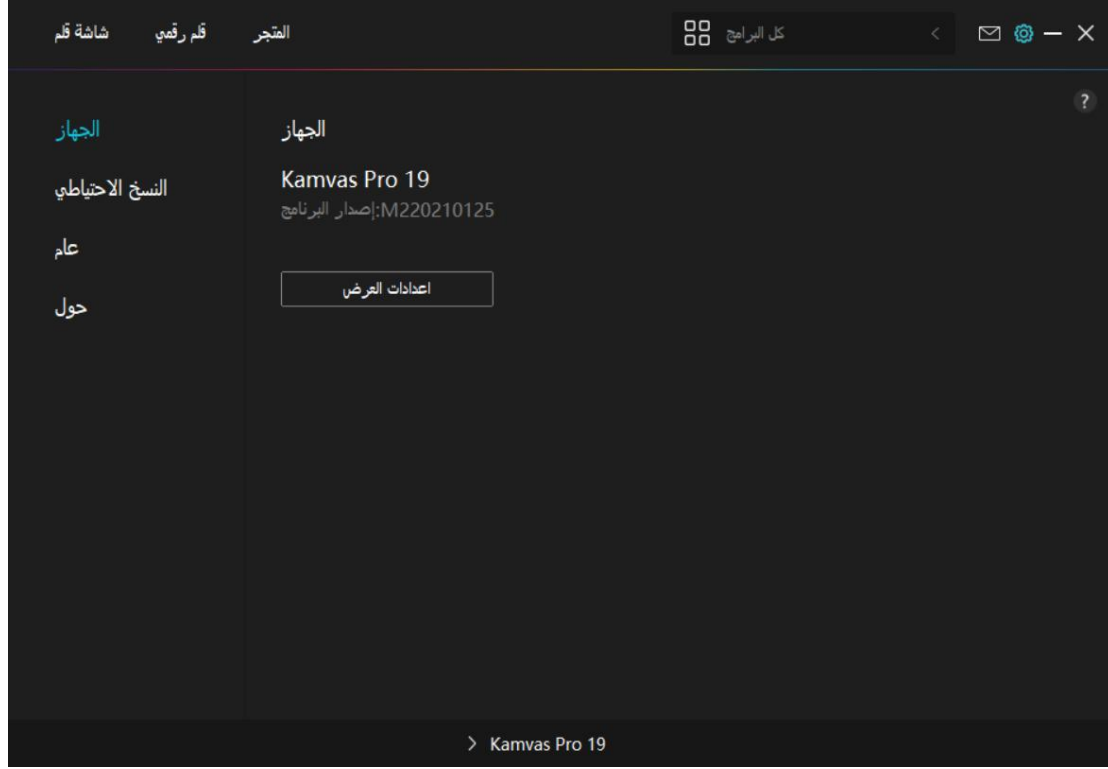 شاشة قلم
قلم رقمي
المتجر
كل البرامج
?
الجهاز
النسخ الاحتياطي
عام
حول
الجهاز
Kamvas Pro 19
إصدار البرنامج:M220210125
اعدادات العرض
Kamvas Pro 19